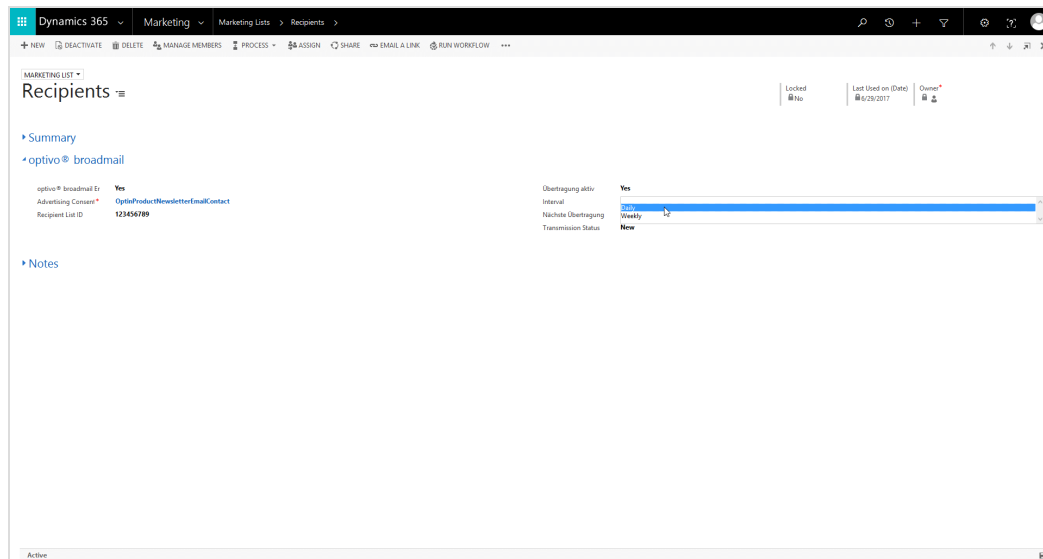 Dynamics 365 Marketing Marketing Lists > Recipients >
NEW DEACTIVATE DELETE MANAGE MEMBERS PROCESS ASSIGN SHARE EMAIL A LINK RUN WORKFLOW •••
MARKETING LIST
Recipients
Locked Last Used on (Date) Owner*
No 6/29/2017
Summary
optivo® broadmail
optivo® broadmail Er Yes Übertragung aktiv Yes
Advertising Consent* OptinProductNewsletterEmailContact Interval
Daily
Recipient List ID 123456789 Nächste Übertragung Weekly
Transmission Status New
Notes
Active